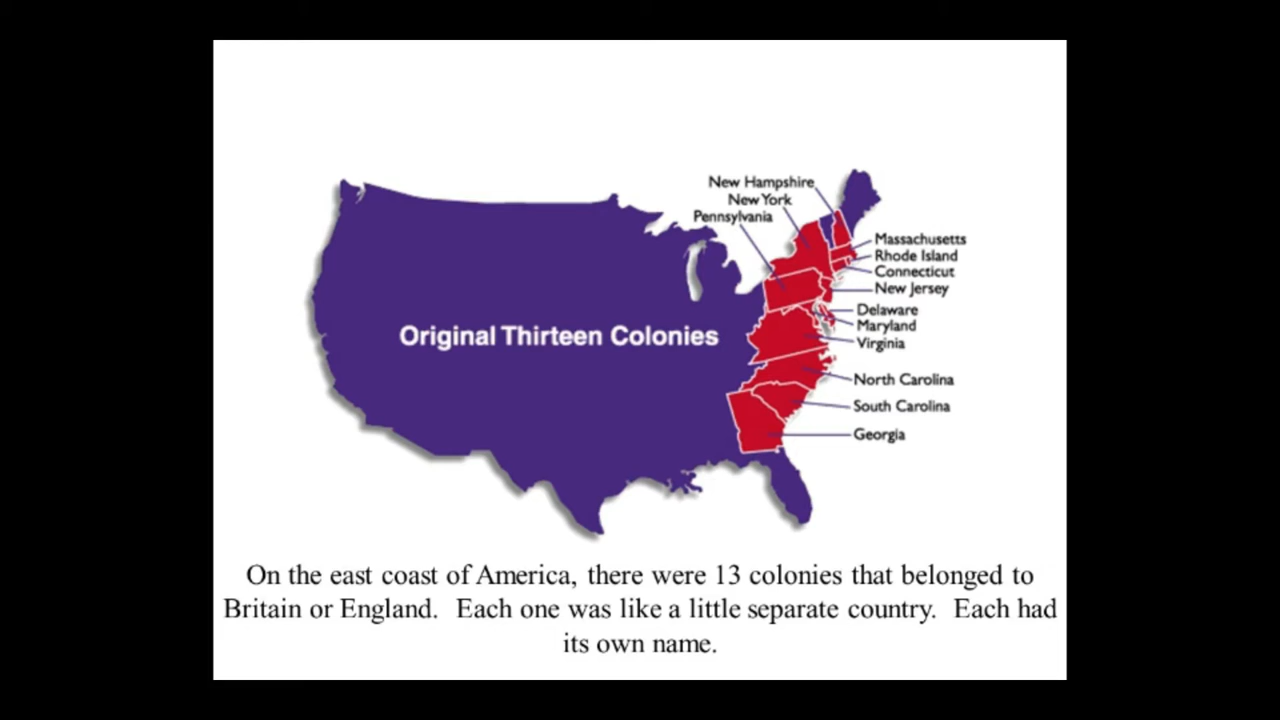 New Hampshire
New York
Pennsylvania
Massachusetts
Rhode Island
Connecticut
New Jersey
Delaware
Maryland
Virginia
Original Thirteen Colonies
North Carolina
South Carolina
Georgia
On the east coast of America, there were 13 colonies that belonged to
Britain or England.  Each one was like a little separate country.  Each had
its own name.